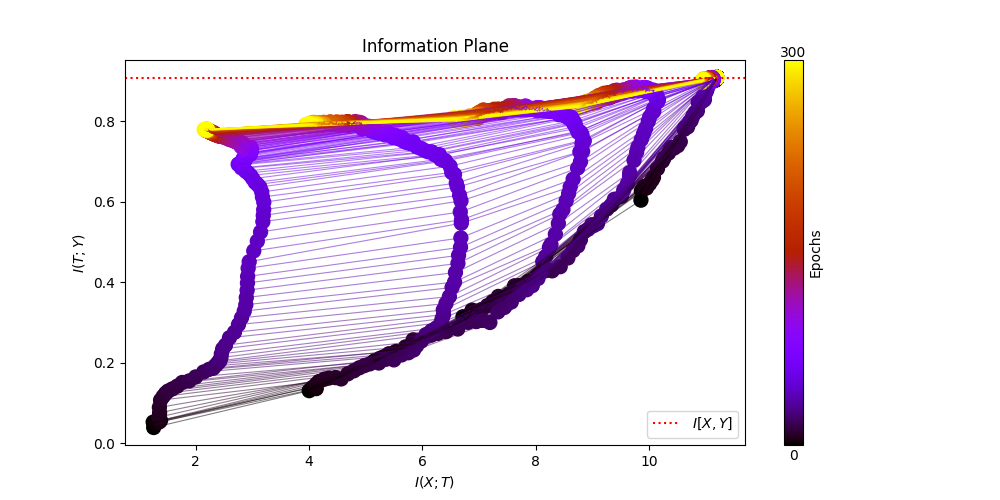 Information Plane
300
I(T; Y)
0.8
0.6
0.4
0.2
0.0
2 4 6 8 10
I(X; T)
I[X, Y]
Epochs
0